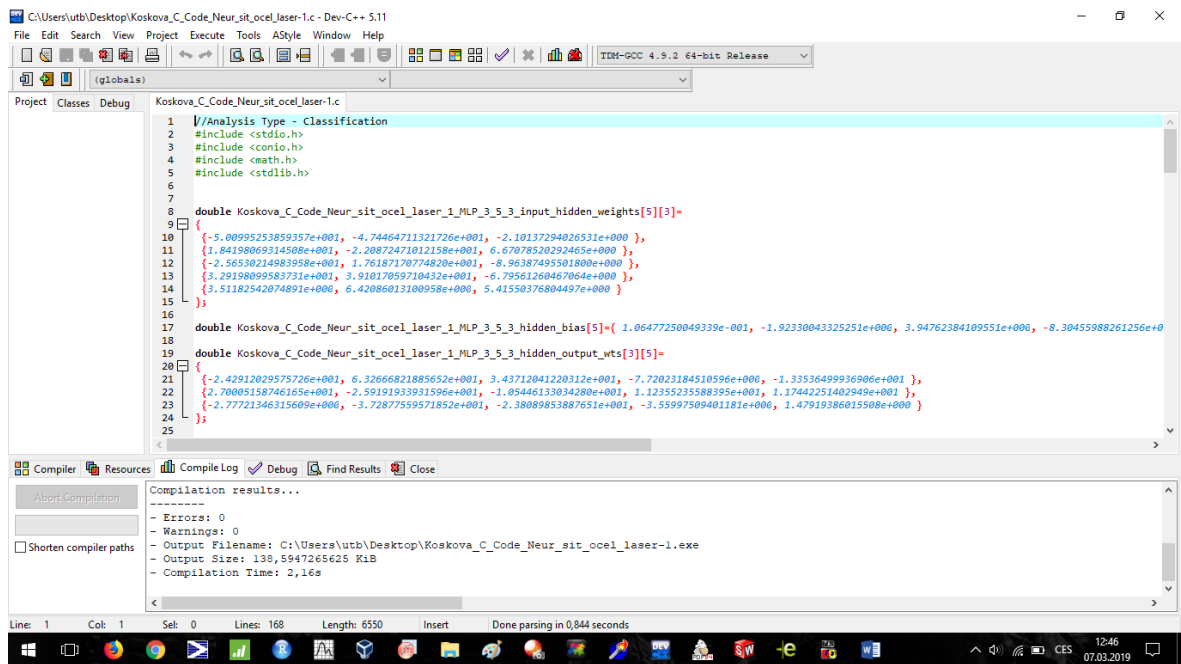 C:\Users\utb\Desktop\Koskova_C_Code_Neur_sit_ocel_laser-1.c - Dev-C++ 5.11
File Edit Search View Project Execute Tools AStyle Window Help
TDM-GCC 4.9.2 64-bit Release
(globals)
Project Classes Debug
Koskova_C_Code_Neur_sit_ocel_laser-1.c
1 //Analysis Type - Classification
2 #include <stdio.h>
3 #include <conio.h>
4 #include <math.h>
5 #include <stdlib.h>
6
7
8 double Koskova_C_Code_Neur_sit_ocel_laser_1_MLP_3_5_3_input_hidden_weights[5][3]=
9 {
10 {-5.00995253859357e+001, -4.74464711321726e+001, -2.10137294026531e+000 },
11 {1.84198069314508e+001, -2.20872471012158e+001, 6.67078520292465e+000 },
12 {-2.56530214983958e+001, 1.76187170774820e+001, -8.96387495501800e+000 },
13 {3.29198099583731e+001, 3.91017059710432e+001, -6.79561260467064e+000 },
14 {3.51182542074891e+000, 6.42086013100958e+000, 5.41550376804497e+000 }
15 };
16
17 double Koskova_C_Code_Neur_sit_ocel_laser_1_MLP_3_5_3_hidden_bias[5]={ 1.06477250049339e-001, -1.92330043325251e+000, 3.94762384109551e+000, -8.30455988261256e+0
18
19 double Koskova_C_Code_Neur_sit_ocel_laser_1_MLP_3_5_3_hidden_output_wts[3][5]=
20 {
21 {-2.42912029575726e+001, 6.32666821885652e+001, 3.43712041220312e+001, -7.72023184510596e+000, -1.33536499936906e+001 },
22 {2.70005158746165e+001, -2.59191933931596e+001, -1.05446133034280e+001, 1.12355235588395e+001, 1.17442251402949e+001 },
23 {-2.77721346315609e+000, -3.72877559571852e+001, -2.38089853887651e+001, -3.55997509401181e+000, 1.47919386015508e+000 }
24 };
25
Compiler Resources Compile Log Debug Find Results Close
Abort Compilation
Shorten compiler paths
Compilation results...
--------
- Errors: 0
- Warnings: 0
- Output Filename: C:\Users\utb\Desktop\Koskova_C_Code_Neur_sit_ocel_laser-1.exe
- Output Size: 138,5947265625 KiB
- Compilation Time: 2,16s
Line: 1 Col: 1 Sel: 0 Lines: 168 Length: 6550 Insert Done parsing in 0,844 seconds
CES
12:46
07.03.2019